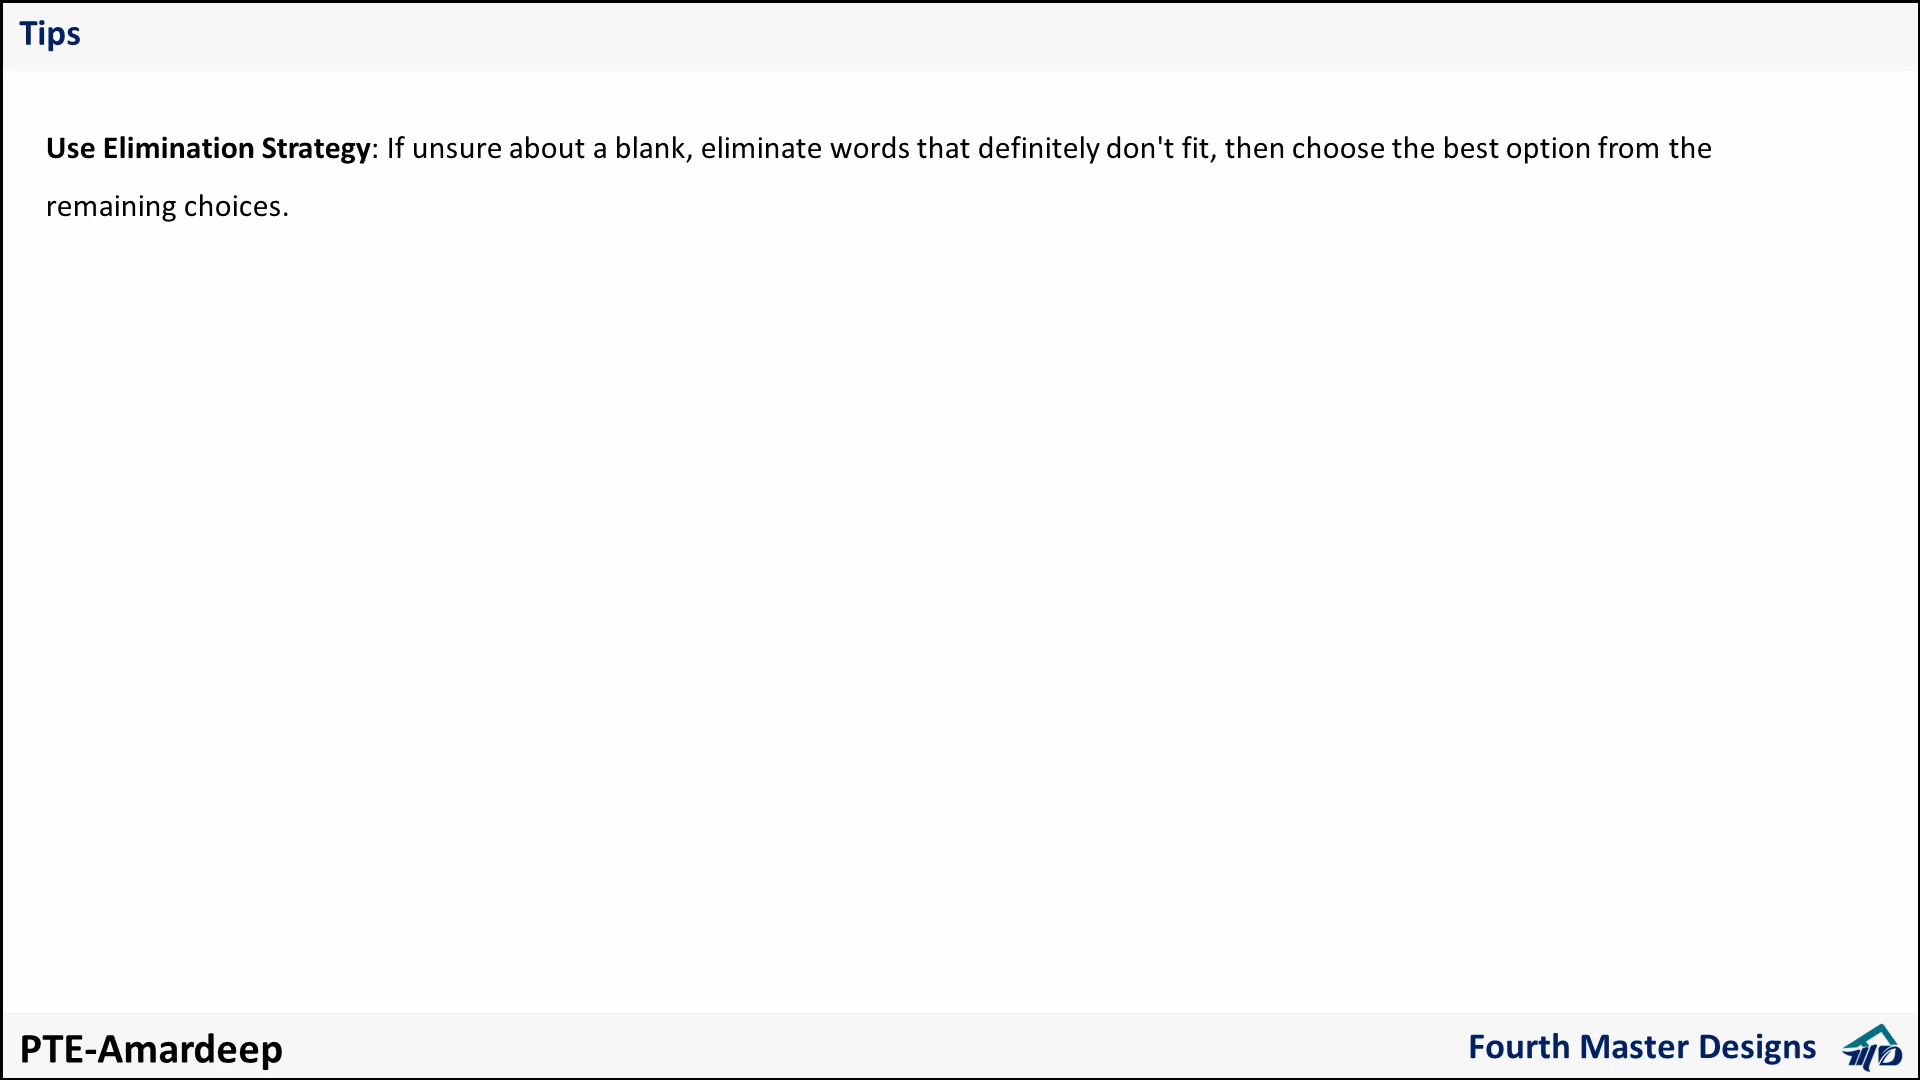 Tips
Use Elimination Strategy: If unsure about a blank, eliminate words that definitely don't fit, then choose the best option from the
remaining choices.
PTE-Amardeep
Fourth Master Designs